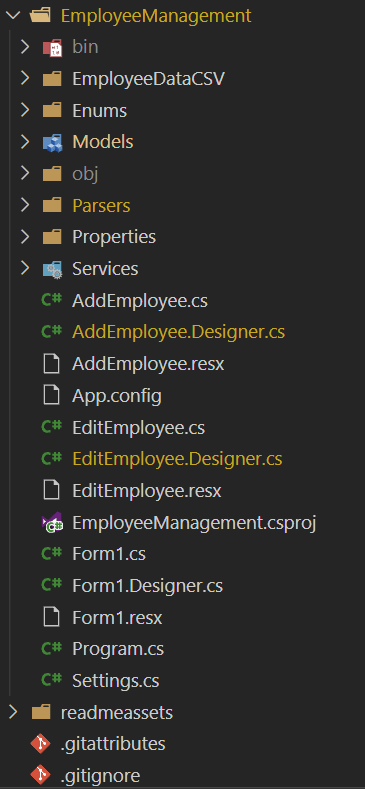 EmployeeManagement
bin
EmployeeDataCSV
Enums
Models
obj
Parsers
Properties
Services
C# AddEmployee.cs
C# AddEmployee.Designer.cs
AddEmployee.resx
App.config
C# EditEmployee.cs
C# EditEmployee.Designer.cs
EditEmployee.resx
EmployeeManagement.csproj
C# Form1.cs
C# Form1.Designer.cs
Form1.resx
C# Program.cs
C# Settings.cs
readmeassets
.gitattributes
.gitignore